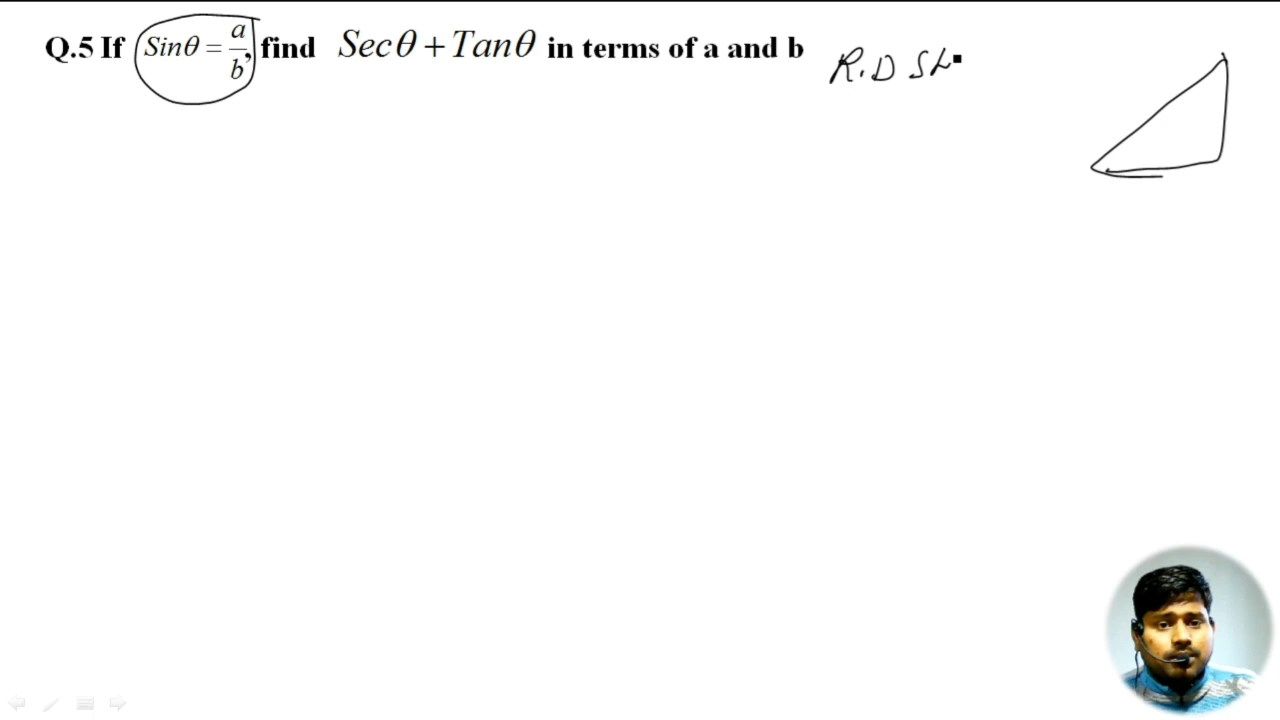 Q.5 If Sinθ = a/b, find Secθ + Tanθ in terms of a and b
R.D Sh